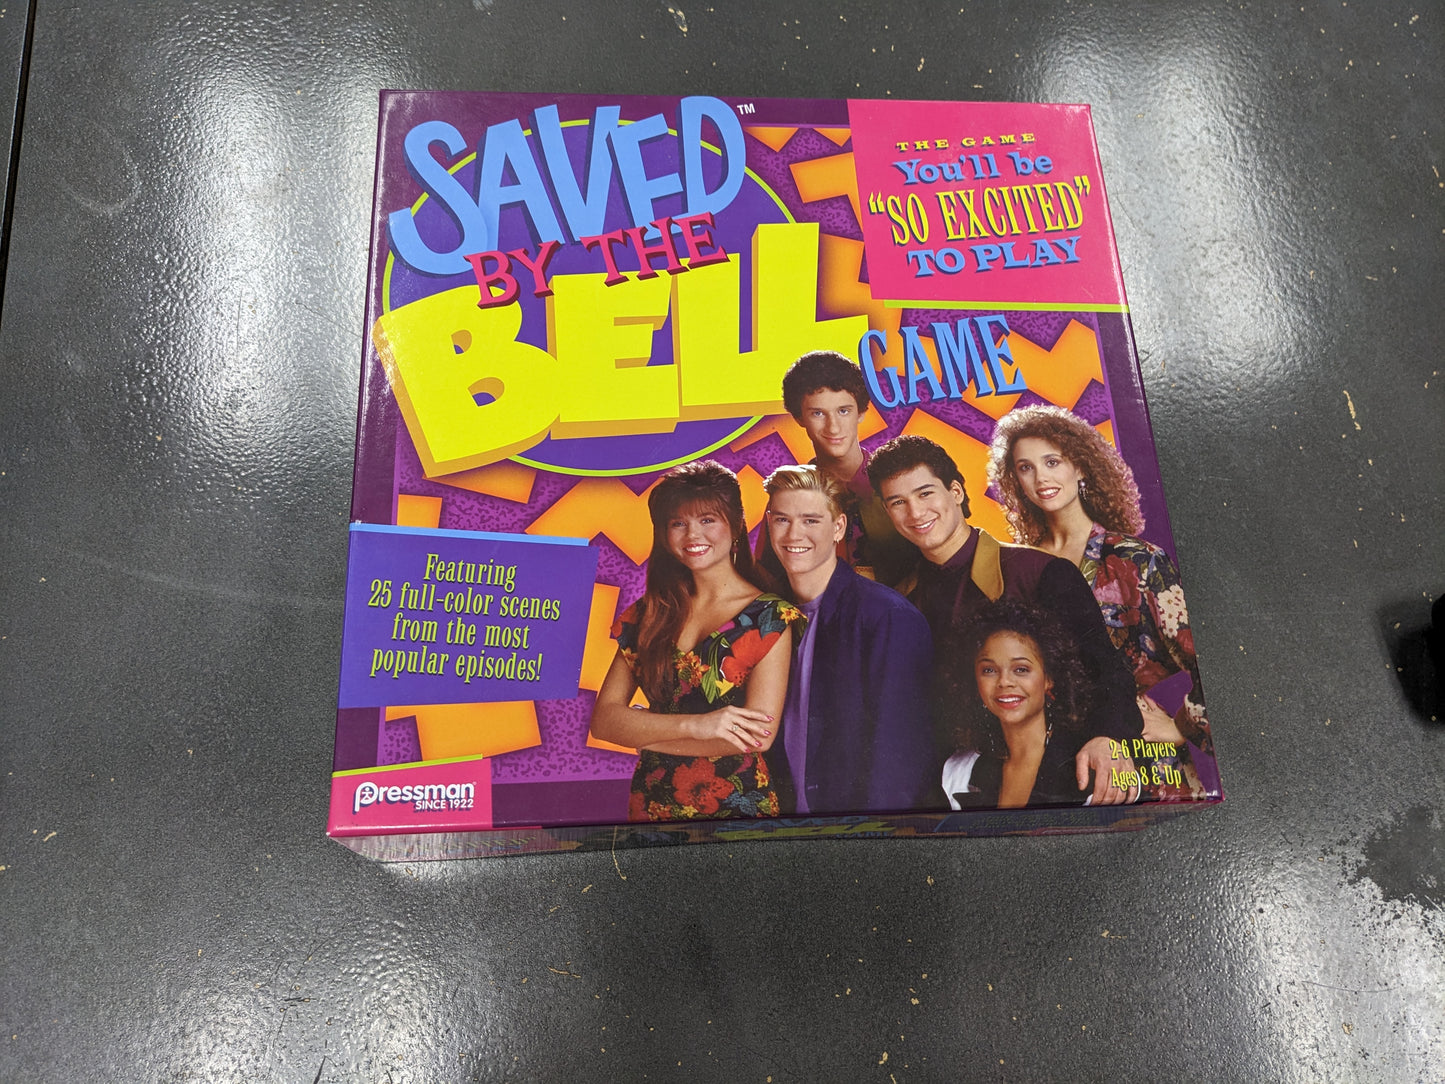 SAVED™
BY THE
BELL
GAME
THE GAME
You'll be
"SO EXCITED"
TO PLAY
Featuring
25 full-color scenes
from the most
popular episodes!
2-6 Players
Ages 8 & Up
Pressman
SINCE 1922